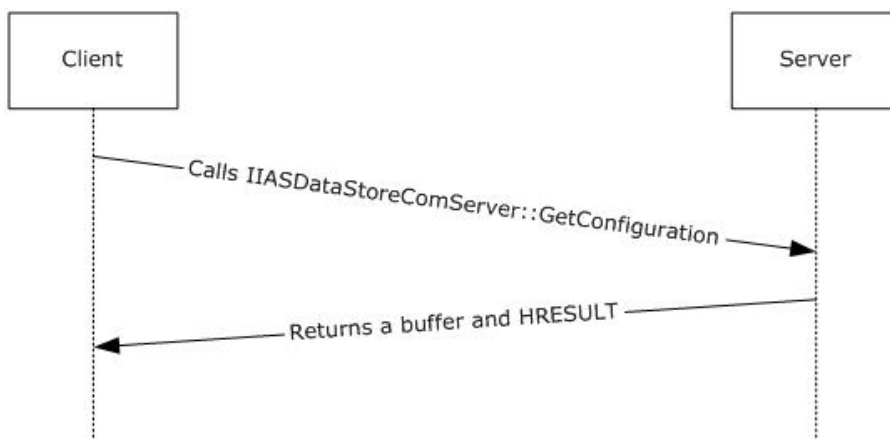 Client
Server
Calls IIASDataStoreComServer::GetConfiguration
Returns a buffer and HRESULT